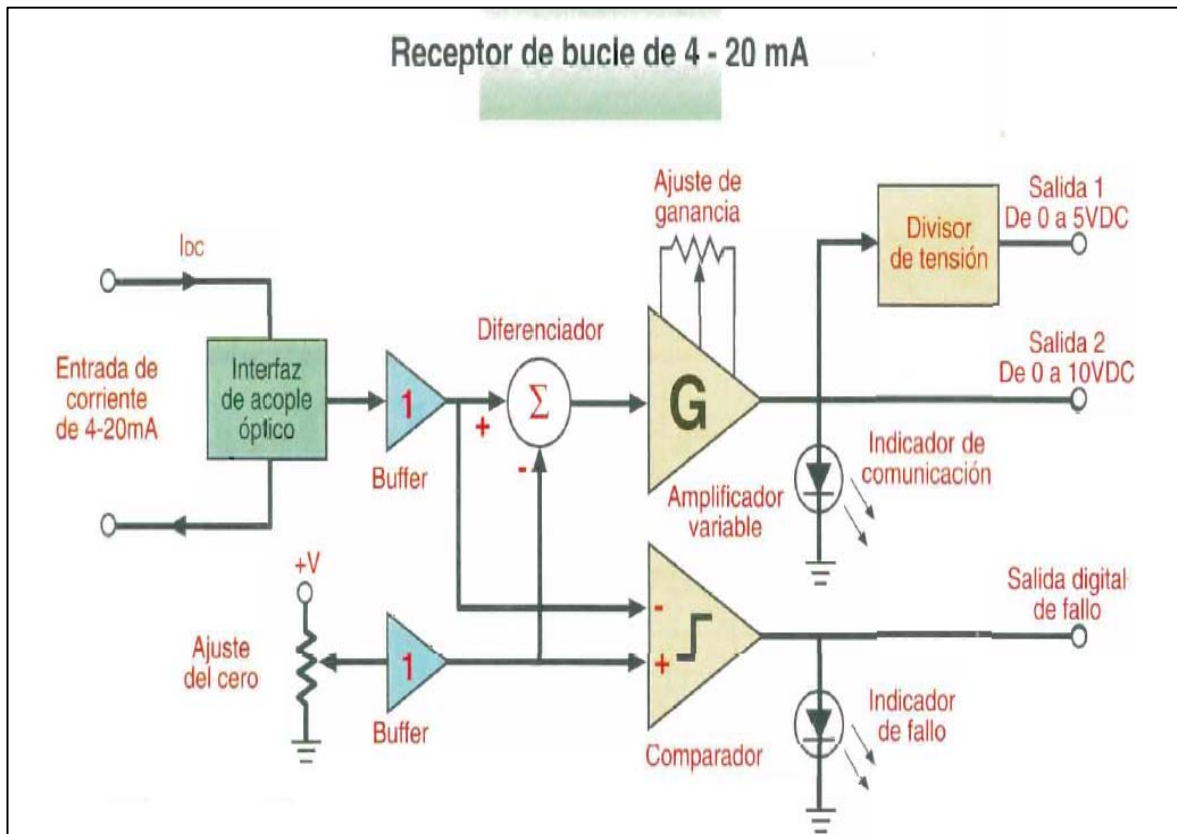 Receptor de bucle de 4 - 20 mA
Ajuste de
ganancia
Salida 1
De 0 a 5VDC
Divisor
de tensión
IDC
Diferenciador
Salida 2
De 0 a 10VDC
Entrada de
corriente
de 4-20mA
Interfaz
de acople
óptico
1
+
Σ
-
G
Buffer
Indicador de
comunicación
Amplificador
variable
+V
Salida digital
de fallo
Ajuste
del cero
1
-
+
Buffer
Comparador
Indicador
de fallo